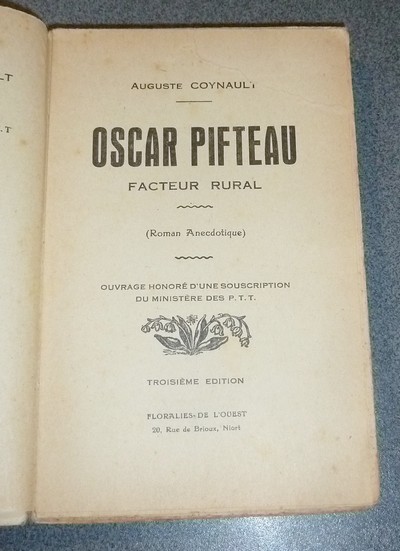 AUGUSTE COYNAULT
OSCAR PIFTEAU
FACTEUR RURAL
(Roman Anecdotique)
OUVRAGE HONORÉ D'UNE SOUSCRIPTION
DU MINISTÈRE DES P. T. T.
TROISIÈME EDITION
FLORALIES DE L'OUEST
20, Rue de Brioux, Niort